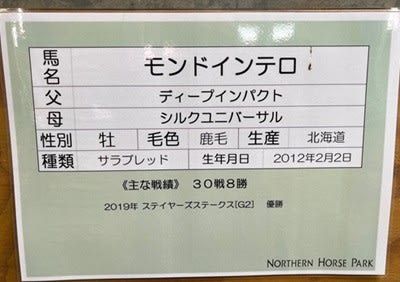 馬名 モンドインテロ
父 ディープインパクト
母 シルクユニバーサル
性別 牡 毛色 鹿毛 生産 北海道
種類 サラブレッド 生年月日 2012年2月2日
《主な戦績》 30戦8勝
2019年 ステイヤーズステークス[G2] 優勝
NORTHERN HORSE PARK